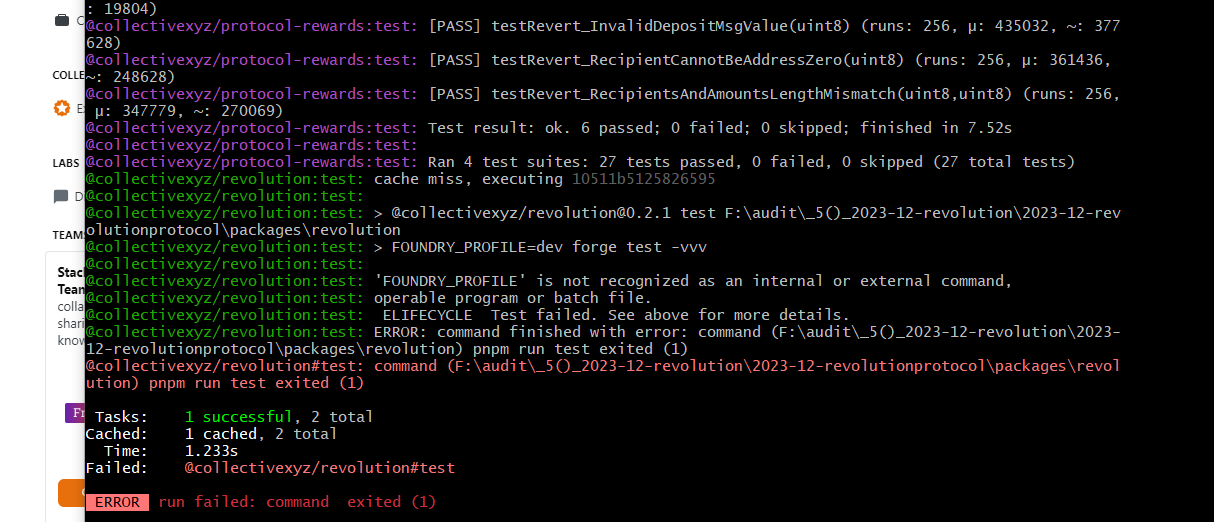 : 19804)
@collectivexyz/protocol-rewards:test: [PASS] testRevert_InvalidDepositMsgValue(uint8) (runs: 256, μ: 435032, ~: 377
628)
@collectivexyz/protocol-rewards:test: [PASS] testRevert_RecipientCannotBeAddressZero(uint8) (runs: 256, μ: 361436,
~: 248628)
@collectivexyz/protocol-rewards:test: [PASS] testRevert_RecipientsAndAmountsLengthMismatch(uint8,uint8) (runs: 256,
μ: 347779, ~: 270069)
@collectivexyz/protocol-rewards:test: Test result: ok. 6 passed; 0 failed; 0 skipped; finished in 7.52s
@collectivexyz/protocol-rewards:test:
@collectivexyz/protocol-rewards:test: Ran 4 test suites: 27 tests passed, 0 failed, 0 skipped (27 total tests)
@collectivexyz/revolution:test: cache miss, executing 10511b5125826595
@collectivexyz/revolution:test:
@collectivexyz/revolution:test: > @collectivexyz/revolution@0.2.1 test F:\audit\_5()_2023-12-revolution\2023-12-rev
olutionprotocol\packages\revolution
@collectivexyz/revolution:test: > FOUNDRY_PROFILE=dev forge test -vvv
@collectivexyz/revolution:test:
@collectivexyz/revolution:test: 'FOUNDRY_PROFILE' is not recognized as an internal or external command,
@collectivexyz/revolution:test: operable program or batch file.
@collectivexyz/revolution:test:  ELIFECYCLE  Test failed. See above for more details.
@collectivexyz/revolution:test: ERROR: command finished with error: command (F:\audit\_5()_2023-12-revolution\2023-
12-revolutionprotocol\packages\revolution) pnpm run test exited (1)
@collectivexyz/revolution#test: command (F:\audit\_5()_2023-12-revolution\2023-12-revolutionprotocol\packages\revol
ution) pnpm run test exited (1)
Tasks: 1 successful, 2 total
Cached: 1 cached, 2 total
Time: 1.233s
Failed: @collectivexyz/revolution#test
ERROR run failed: command  exited (1)
C
COLLE
Ex
LABS
D
TEAMS
Stac
Tean
colla
shari
know
Fr